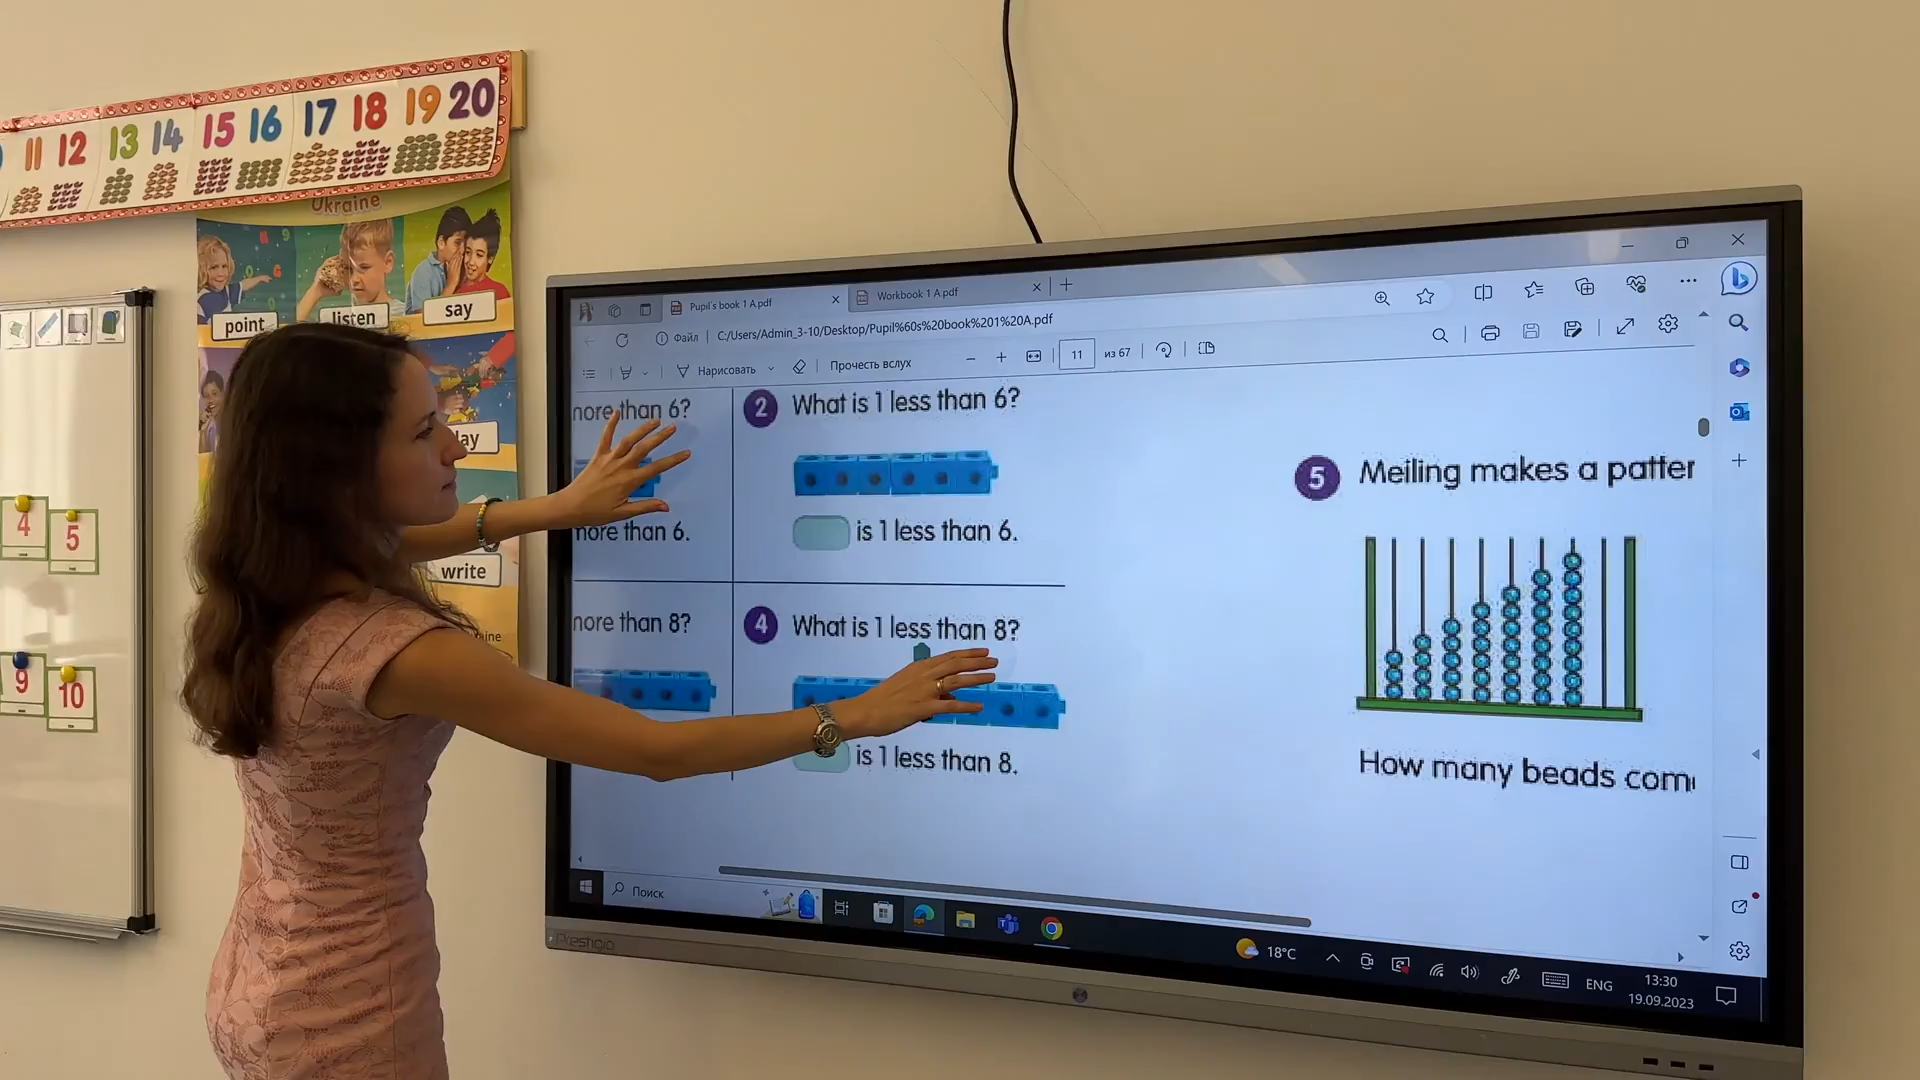 11 12 13 14 15 16 17 18 19 20
Ukraine
point
listen
say
lay
write
4
5
9
10
Pupil's book 1 A.pdf
Workbook 1 A.pdf
Файл
C:/Users/Admin_3-10/Desktop/Pupil%60s%20book%201%20A.pdf
Нарисовать
Прочесть вслух
11
из 67
more than 6?
more than 6.
2 What is 1 less than 6?
is 1 less than 6.
more than 8?
4 What is 1 less than 8?
is 1 less than 8.
5 Meiling makes a patter
How many beads com
Поиск
18°C
ENG
13:30
19.09.2023
Prestigio